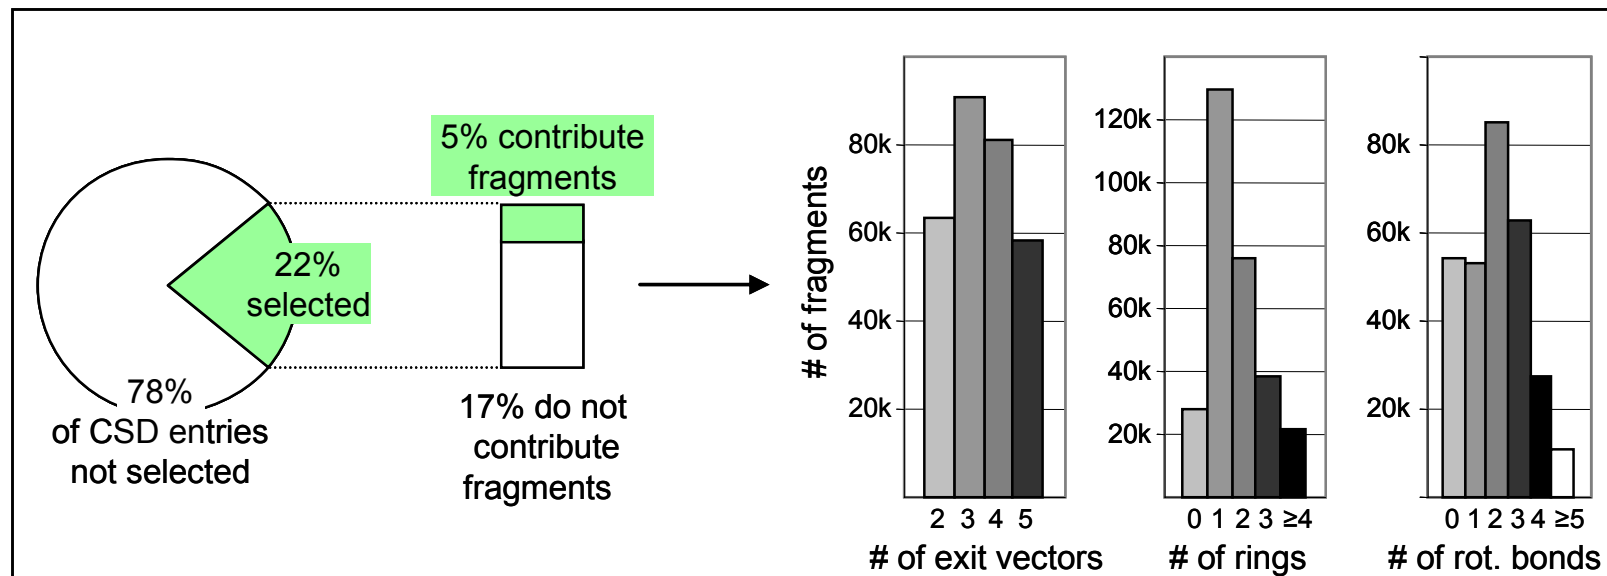 5% contribute
fragments
22%
selected
78%
of CSD entries
not selected
17% do not
contribute
fragments
# of fragments
80k
60k
40k
20k
2 3 4 5
# of exit vectors
120k
100k
80k
60k
40k
20k
0 1 2 3 ≥4
# of rings
80k
60k
40k
20k
0 1 2 3 4 ≥5
# of rot. bonds